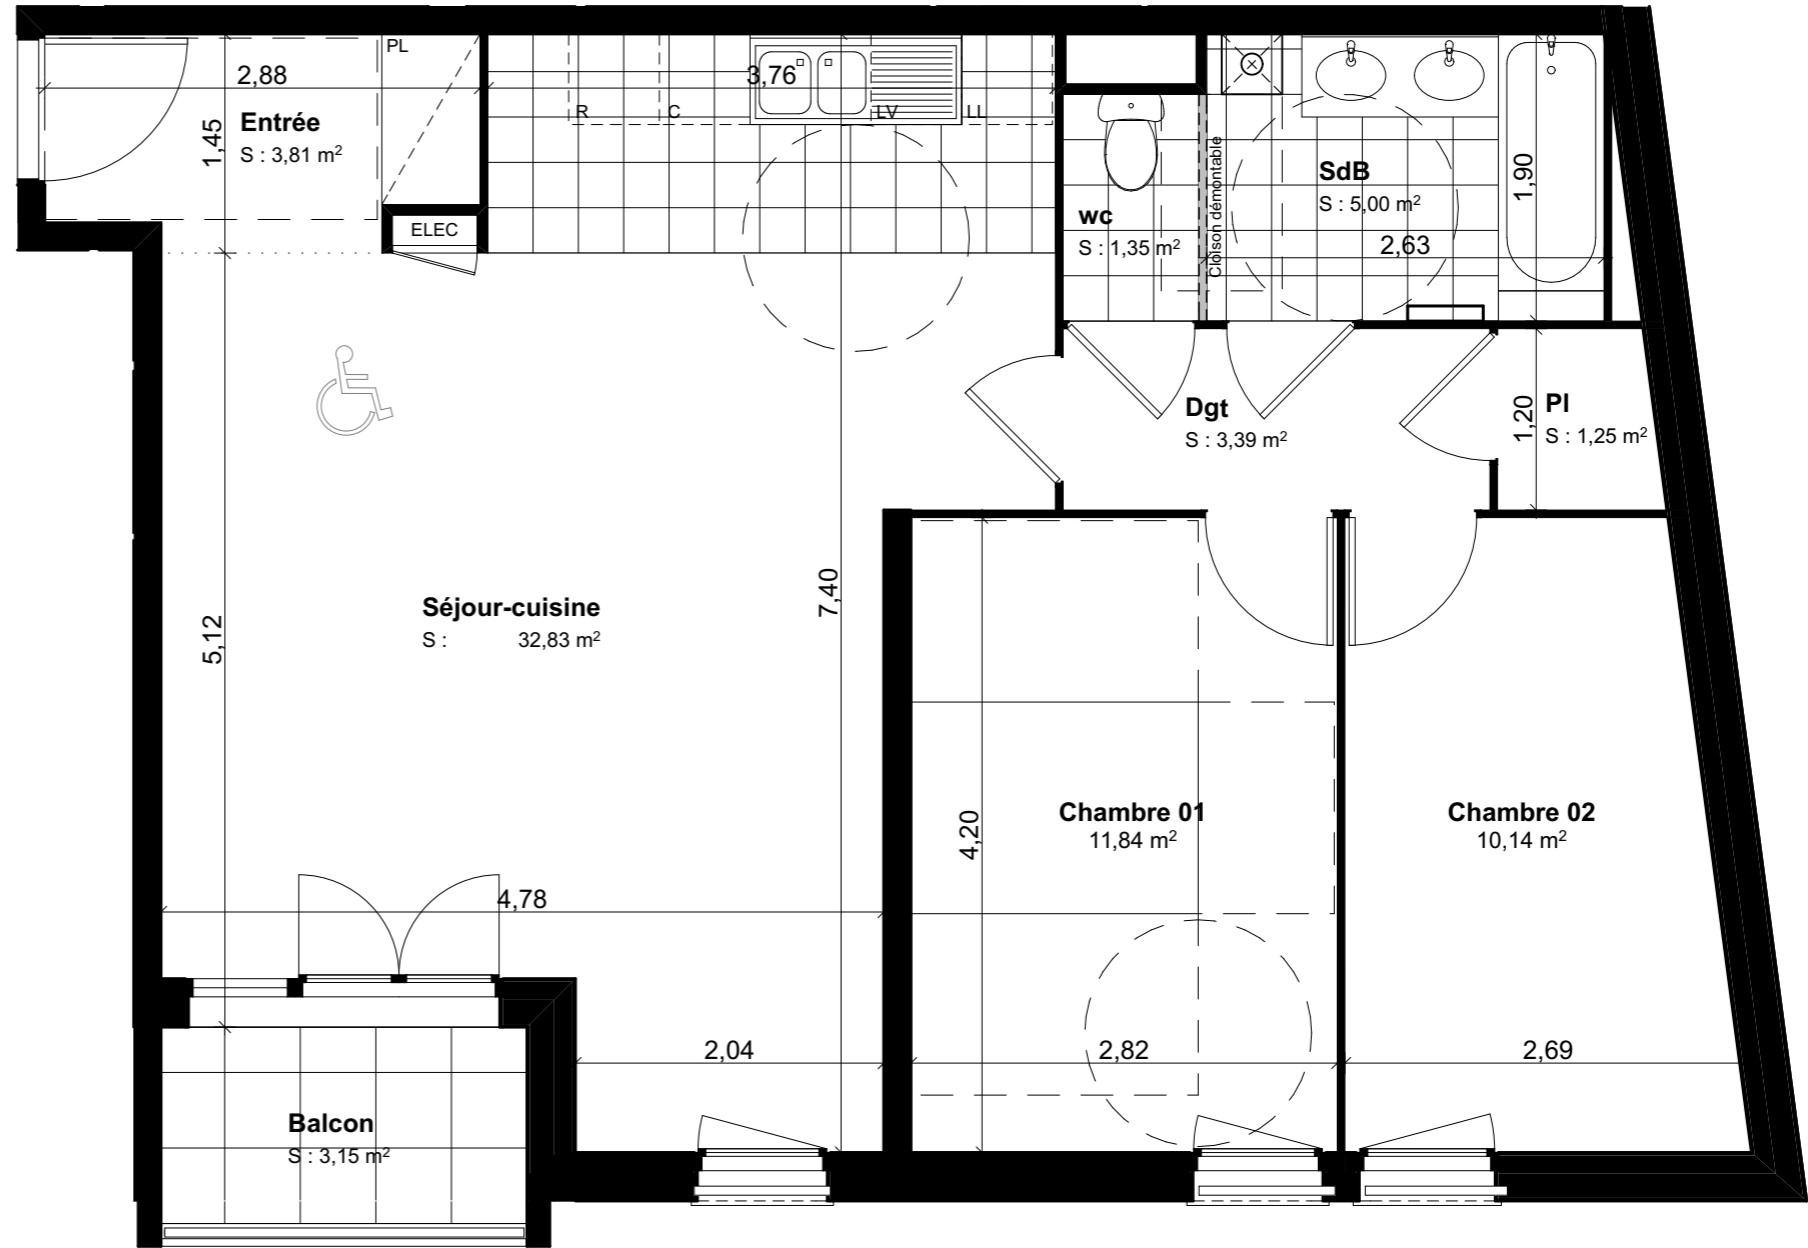 PL
2,88
3,76
Entrée
S : 3,81 m²
1,45
R
C
LV
LL
ELEC
wc
S : 1,35 m²
Cloison démontable
SdB
S : 5,00 m²
1,90
2,63
Dgt
S : 3,39 m²
1,20
Pl
S : 1,25 m²
Séjour-cuisine
S : 32,83 m²
5,12
7,40
4,20
Chambre 01
11,84 m²
Chambre 02
10,14 m²
4,78
2,04
2,82
2,69
Balcon
S : 3,15 m²